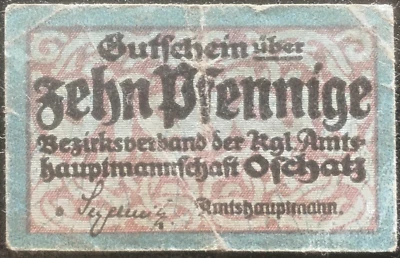 Gutschein über
Zehn Pfennige
Bezirksverband der Kgl. Amts-
hauptmannschaft Oschatz
Amtshauptmann.